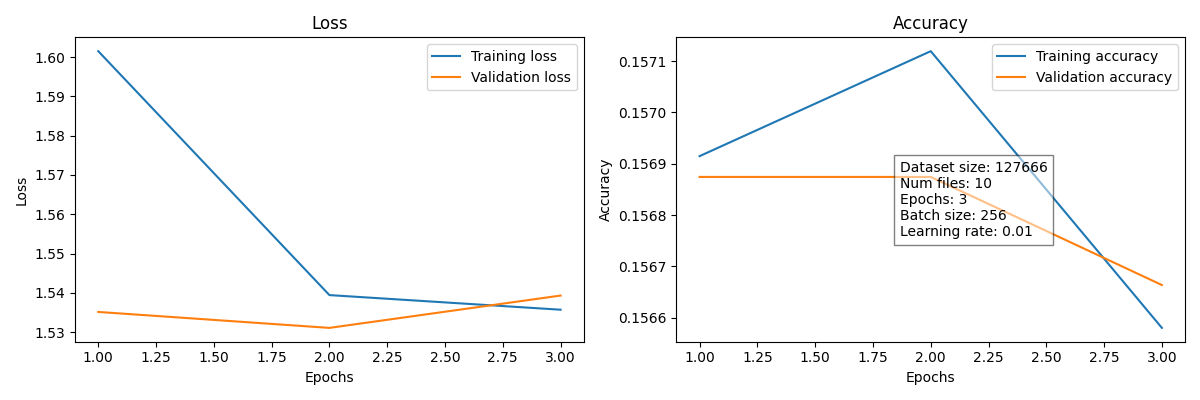 Loss
Training loss
Validation loss
1.60
1.59
1.58
1.57
1.56
1.55
1.54
1.53
Loss
1.00 1.25 1.50 1.75 2.00 2.25 2.50 2.75 3.00
Epochs
Accuracy
Training accuracy
Validation accuracy
0.1571
0.1570
0.1569
0.1568
0.1567
0.1566
Accuracy
Dataset size: 127666
Num files: 10
Epochs: 3
Batch size: 256
Learning rate: 0.01
1.00 1.25 1.50 1.75 2.00 2.25 2.50 2.75 3.00
Epochs